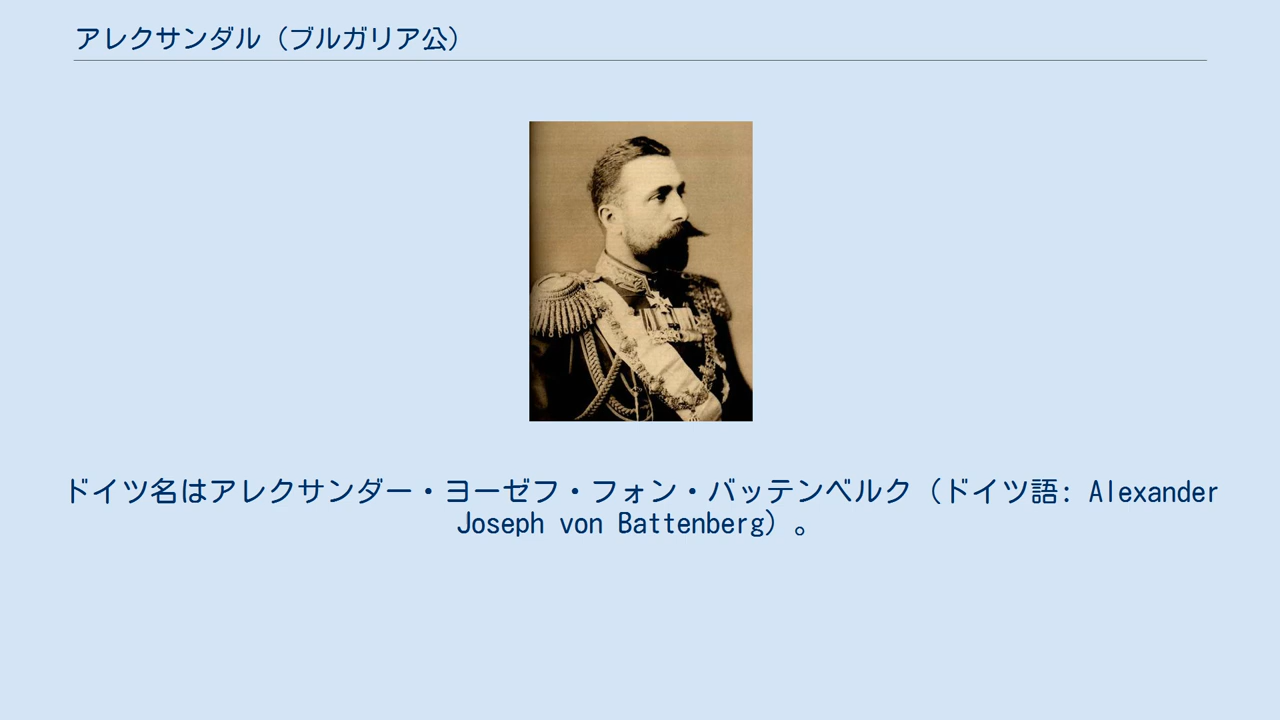 アレクサンダル（ブルガリア公）
ドイツ名はアレクサンダー・ヨーゼフ・フォン・バッテンベルク（ドイツ語: Alexander
Joseph von Battenberg）。